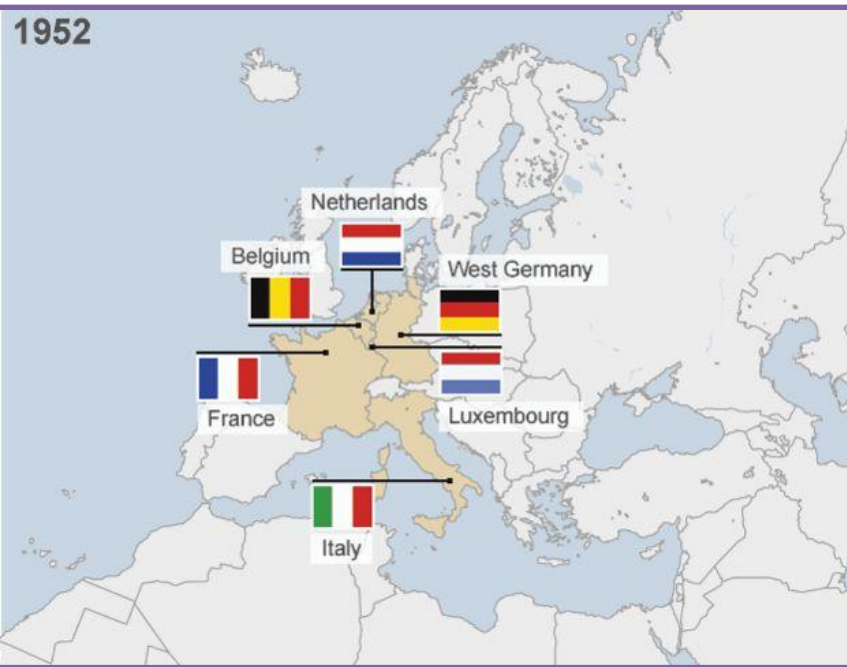 1952
Netherlands
Belgium
West Germany
France
Luxembourg
Italy